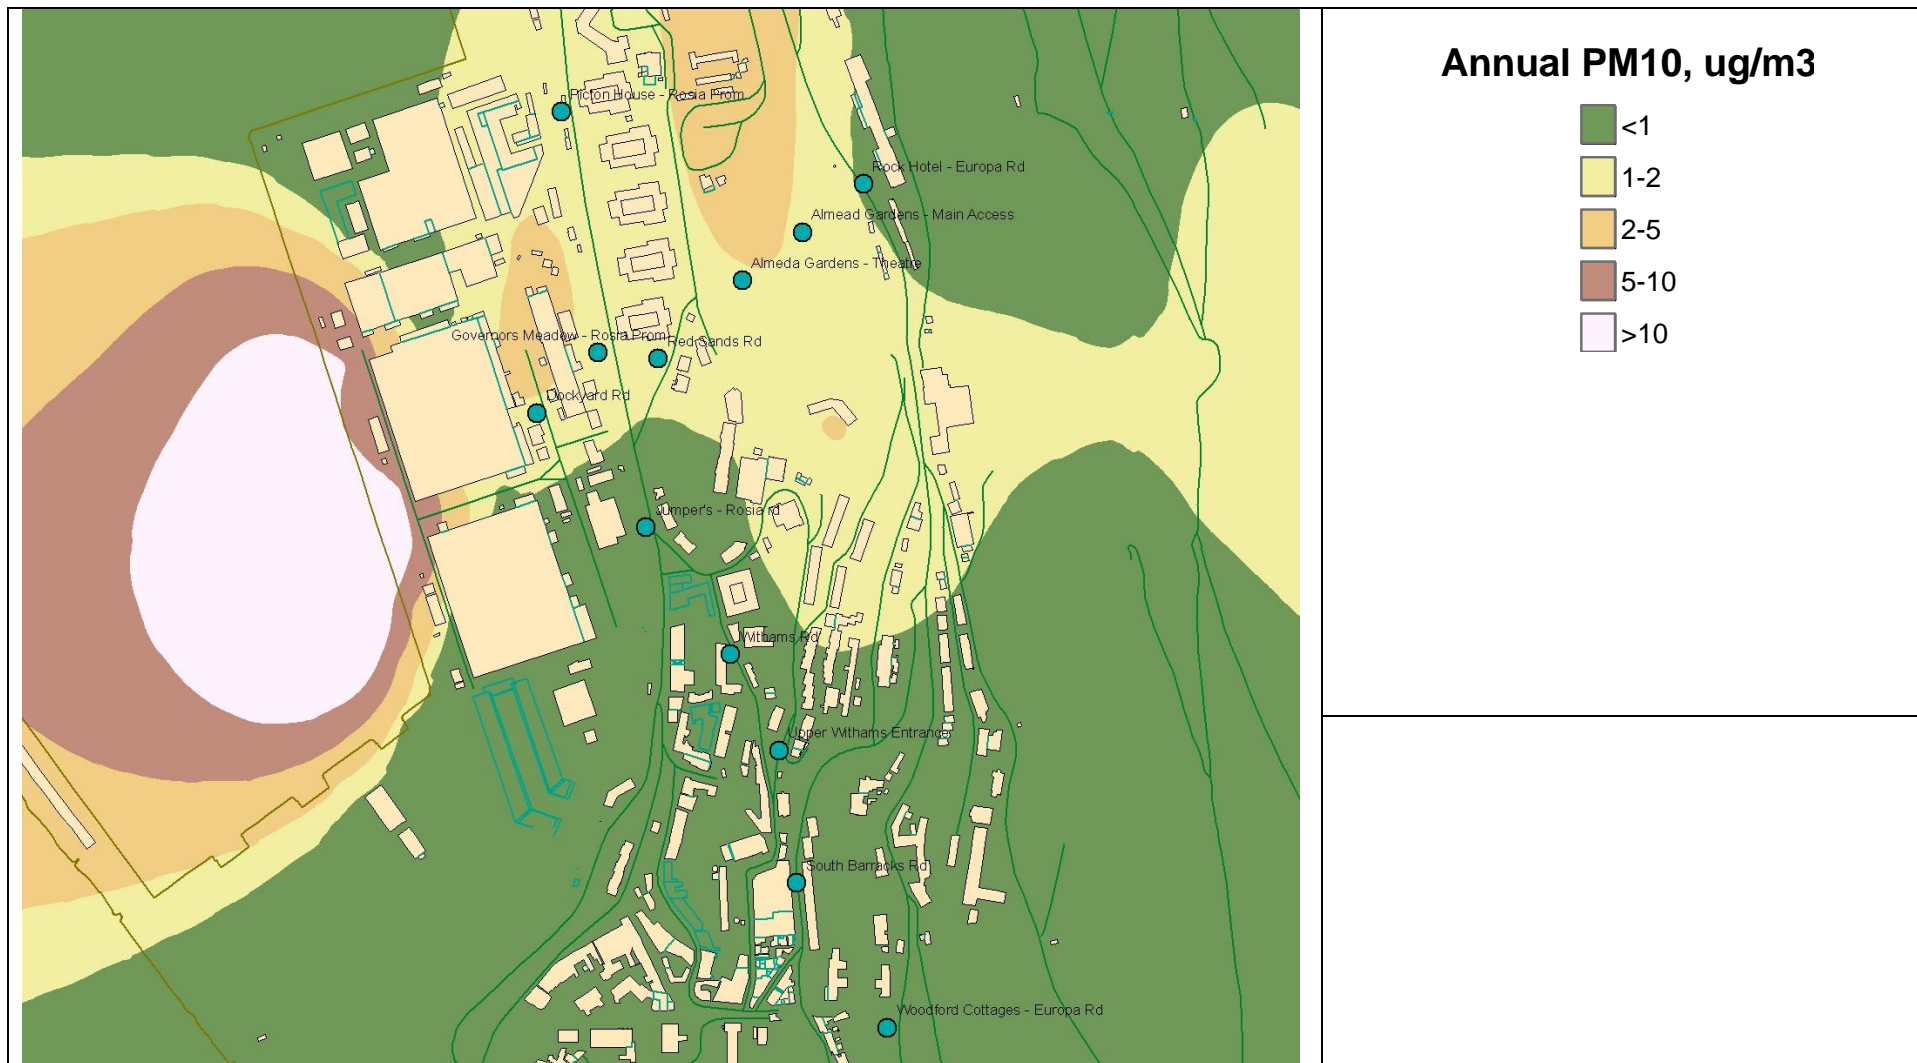 Annual PM10, ug/m3
<1
1-2
2-5
5-10
>10
Picton House - Rosia Prom
Rock Hotel - Europa Rd
Almead Gardens - Main Access
Almeda Gardens - Theatre
Governors Meadow - Rosia Prom
Red Sands Rd
Dockyard Rd
Jumper's - Rosia rd
Withams Rd
Upper Withams Entrance
South Barracks Rd
Woodford Cottages - Europa Rd